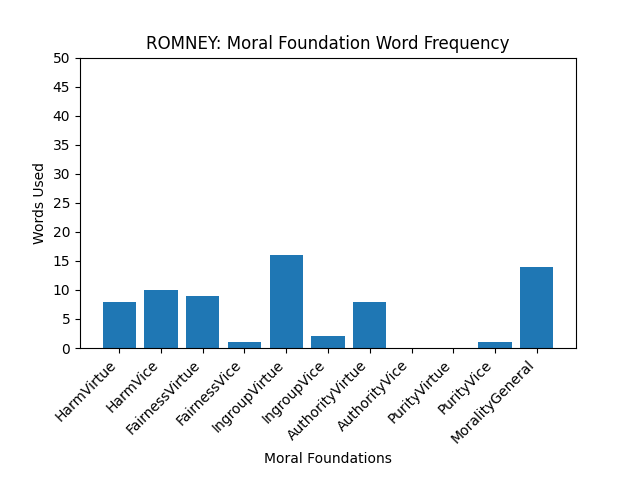 ROMNEY: Moral Foundation Word Frequency
50
45
40
35
30
25
20
15
10
5
0
Words Used
HarmVirtue
HarmVice
FairnessVirtue
FairnessVice
IngroupVirtue
IngroupVice
AuthorityVirtue
AuthorityVice
PurityVirtue
PurityVice
MoralityGeneral
Moral Foundations